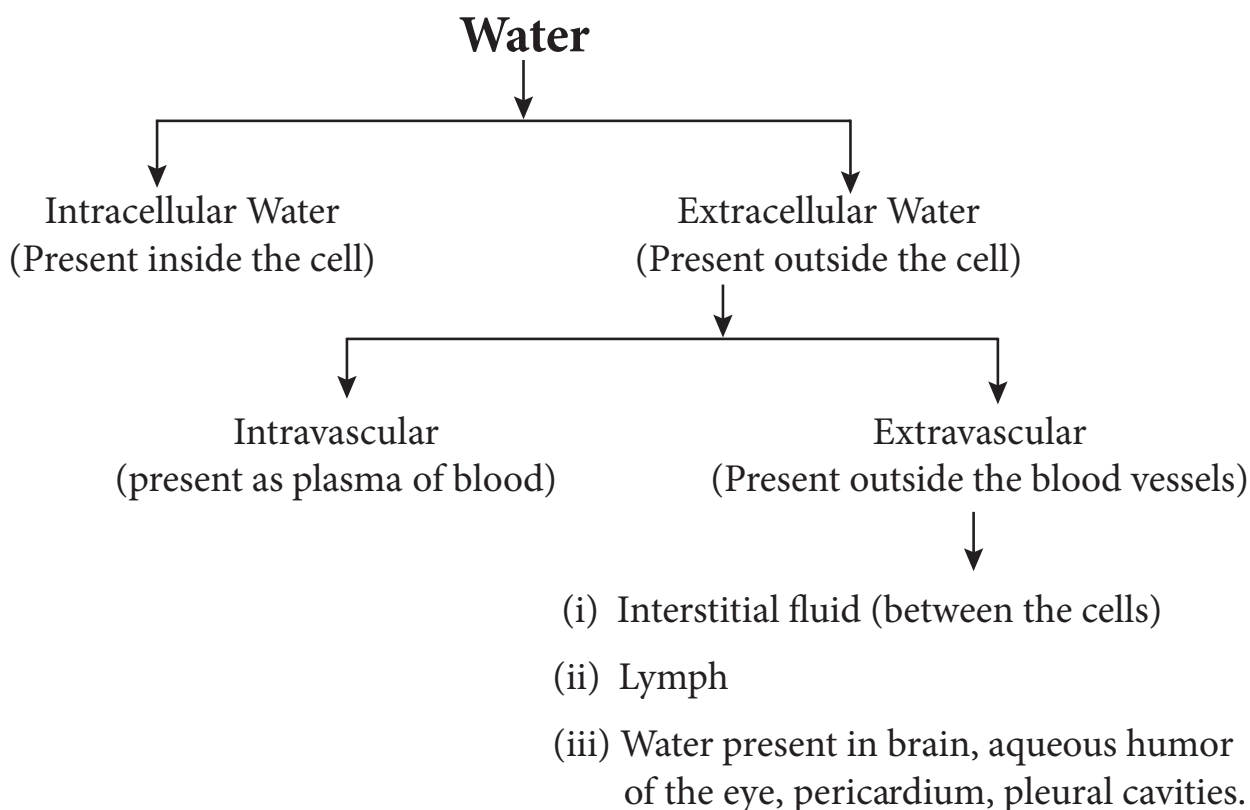 Water
Intracellular Water
(Present inside the cell)
Extracellular Water
(Present outside the cell)
Intravascular
(present as plasma of blood)
Extravascular
(Present outside the blood vessels)
(i) Interstitial fluid (between the cells)
(ii) Lymph
(iii) Water present in brain, aqueous humor
of the eye, pericardium, pleural cavities.